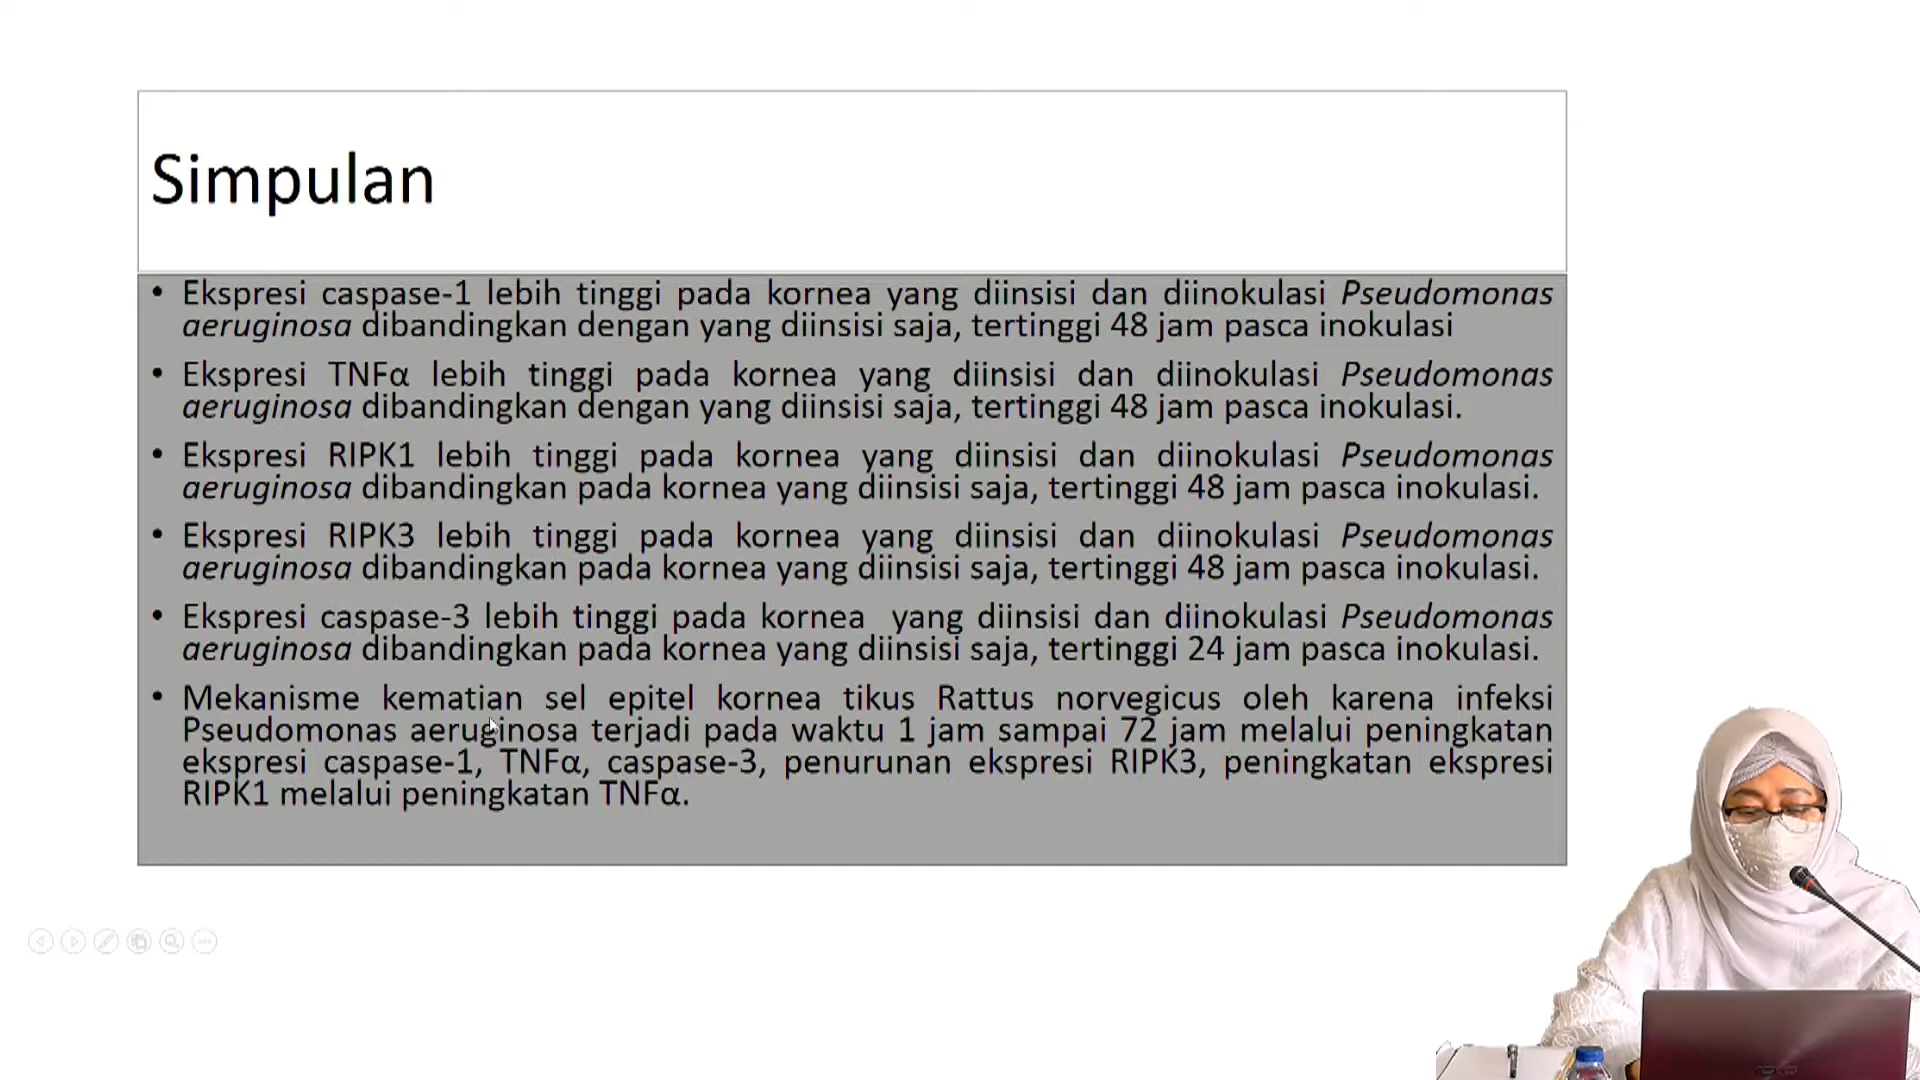 Simpulan
• Ekspresi caspase-1 lebih tinggi pada kornea yang diinsisi dan diinokulasi Pseudomonas
aeruginosa dibandingkan dengan yang diinsisi saja, tertinggi 48 jam pasca inokulasi
• Ekspresi TNFα lebih tinggi pada kornea yang diinsisi dan diinokulasi Pseudomonas
aeruginosa dibandingkan dengan yang diinsisi saja, tertinggi 48 jam pasca inokulasi.
• Ekspresi RIPK1 lebih tinggi pada kornea yang diinsisi dan diinokulasi Pseudomonas
aeruginosa dibandingkan pada kornea yang diinsisi saja, tertinggi 48 jam pasca inokulasi.
• Ekspresi RIPK3 lebih tinggi pada kornea yang diinsisi dan diinokulasi Pseudomonas
aeruginosa dibandingkan pada kornea yang diinsisi saja, tertinggi 48 jam pasca inokulasi.
• Ekspresi caspase-3 lebih tinggi pada kornea yang diinsisi dan diinokulasi Pseudomonas
aeruginosa dibandingkan pada kornea yang diinsisi saja, tertinggi 24 jam pasca inokulasi.
• Mekanisme kematian sel epitel kornea tikus Rattus norvegicus oleh karena infeksi
Pseudomonas aeruginosa terjadi pada waktu 1 jam sampai 72 jam melalui peningkatan
ekspresi caspase-1, TNFα, caspase-3, penurunan ekspresi RIPK3, peningkatan ekspresi
RIPK1 melalui peningkatan TNFα.